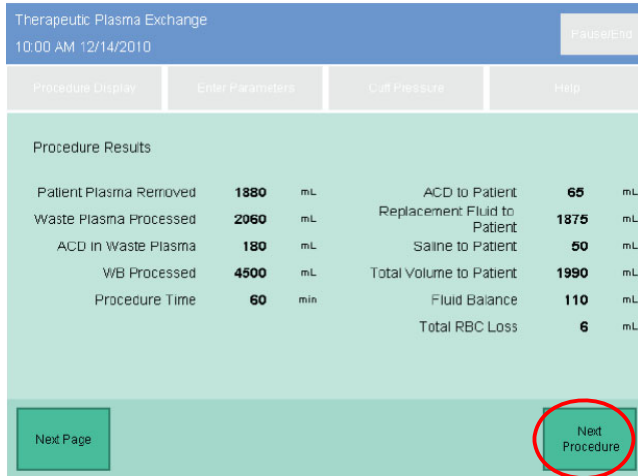 Therapeutic Plasma Exchange
10:00 AM 12/14/2010
Pause/End
Procedure Display
Enter Parameters
Cuff Pressure
Help
Procedure Results
Patient Plasma Removed 1880 mL
Waste Plasma Processed 2060 mL
ACD in Waste Plasma 180 mL
WB Processed 4500 mL
Procedure Time 60 min
ACD to Patient 65 mL
Replacement Fluid to
Patient 1875 mL
Saline to Patient 50 mL
Total Volume to Patient 1990 mL
Fluid Balance 110 mL
Total RBC Loss 6 mL
Next Page
Next
Procedure